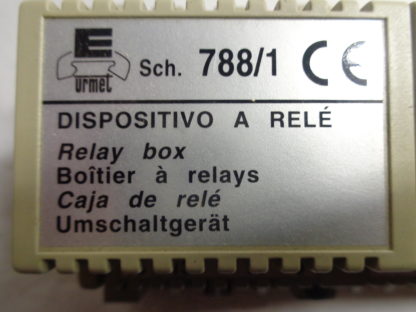 E
urmet
Sch. 788/1 CE
DISPOSITIVO A RELÉ
Relay box
Boîtier à relays
Caja de relé
Umschaltgerät